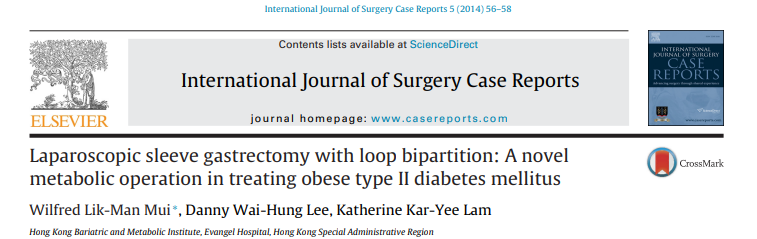 International Journal of Surgery Case Reports 5 (2014) 56–58
Contents lists available at ScienceDirect
International Journal of Surgery Case Reports
journal homepage: www.casereports.com
ELSEVIER
INTERNATIONAL
JOURNAL OF SURGERY
CASE
REPORTS
Laparoscopic sleeve gastrectomy with loop bipartition: A novel
metabolic operation in treating obese type II diabetes mellitus
CrossMark
Wilfred Lik-Man Mui*, Danny Wai-Hung Lee, Katherine Kar-Yee Lam
Hong Kong Bariatric and Metabolic Institute, Evangel Hospital, Hong Kong Special Administrative Region